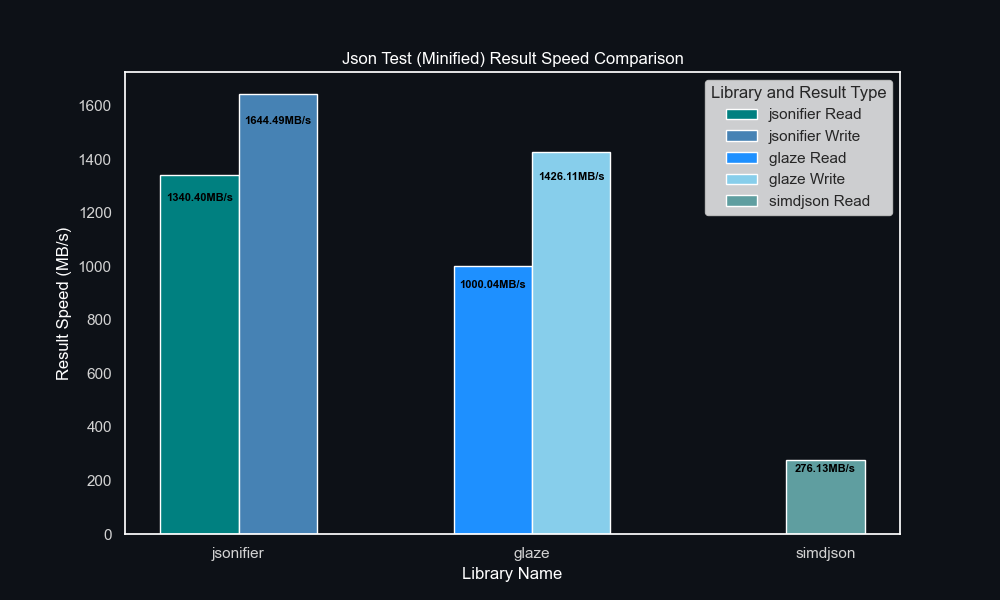 Json Test (Minified) Result Speed Comparison
Library and Result Type
jsonifier Read
jsonifier Write
glaze Read
glaze Write
simdjson Read
Result Speed (MB/s)
1600
1400
1200
1000
800
600
400
200
0
1340.40MB/s
1644.49MB/s
1000.04MB/s
1426.11MB/s
276.13MB/s
jsonifier
glaze
simdjson
Library Name